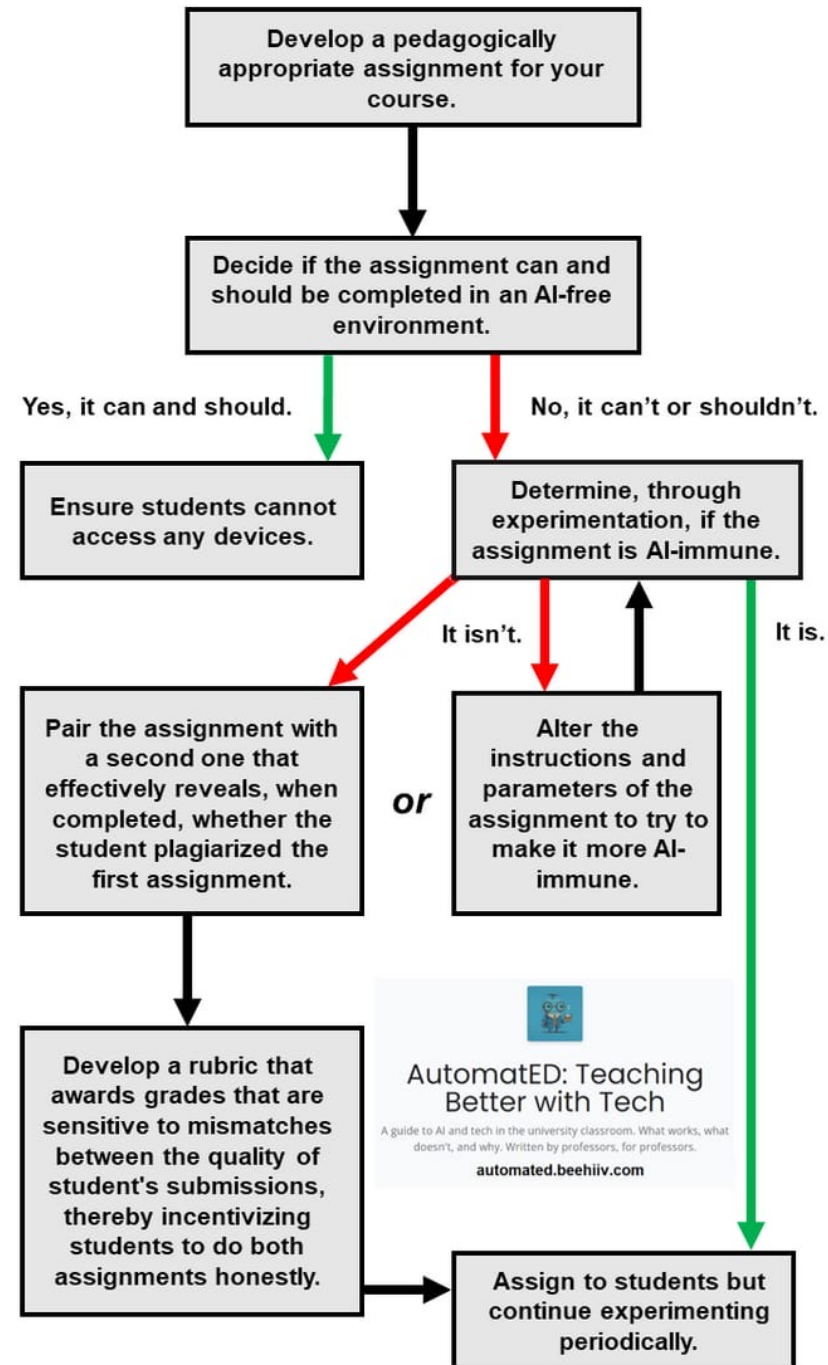 Develop a pedagogically
appropriate assignment for your
course.
Decide if the assignment can and
should be completed in an AI-free
environment.
Yes, it can and should.
No, it can't or shouldn't.
Ensure students cannot
access any devices.
Determine, through
experimentation, if the
assignment is AI-immune.
It isn't.
It is.
Pair the assignment with
a second one that
effectively reveals, when
completed, whether the
student plagiarized the
first assignment.
or
Alter the
instructions and
parameters of the
assignment to try to
make it more AI-
immune.
Develop a rubric that
awards grades that are
sensitive to mismatches
between the quality of
student's submissions,
thereby incentivizing
students to do both
assignments honestly.
AutomatED: Teaching
Better with Tech
A guide to AI and tech in the university classroom. What works, what
doesn't, and why. Written by professors, for professors.
automated.beehiiv.com
Assign to students but
continue experimenting
periodically.